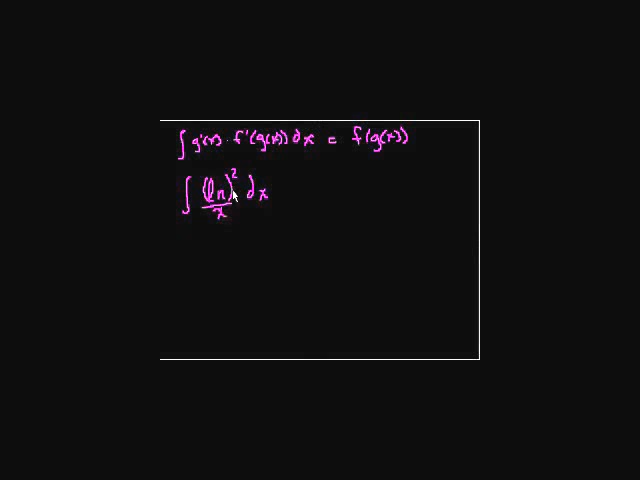 ∫ g'(x) · f'(g(x)) dx = f(g(x))
∫ (ln)²/x dx